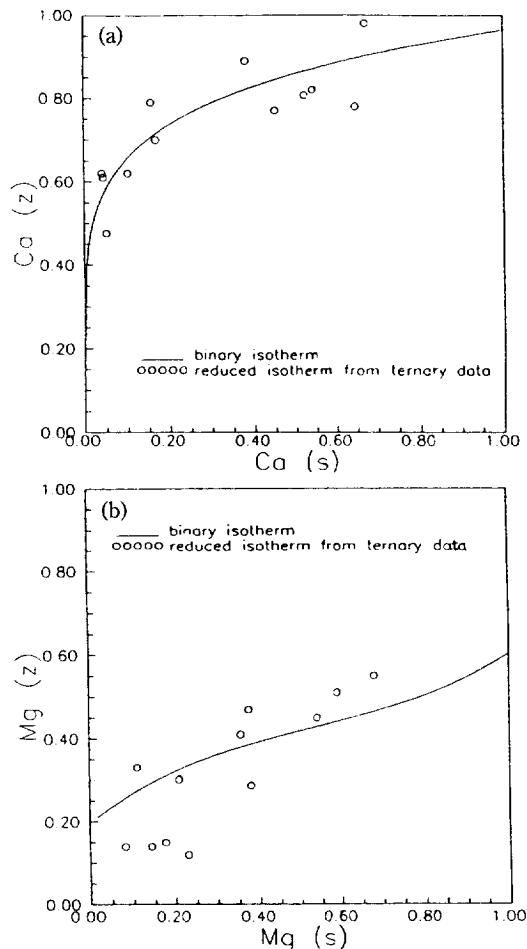 (a)
1.00
0.80
0.60
0.40
0.20
0.00
Ca (z)
binary isotherm
reduced isotherm from ternary data
0.00 0.20 0.40 0.60 0.80 1.00
Ca (s)
(b)
1.00
0.80
0.60
0.40
0.20
0.00
Mg (z)
binary isotherm
reduced isotherm from ternary data
0.00 0.20 0.40 0.60 0.80 1.00
Mg (s)